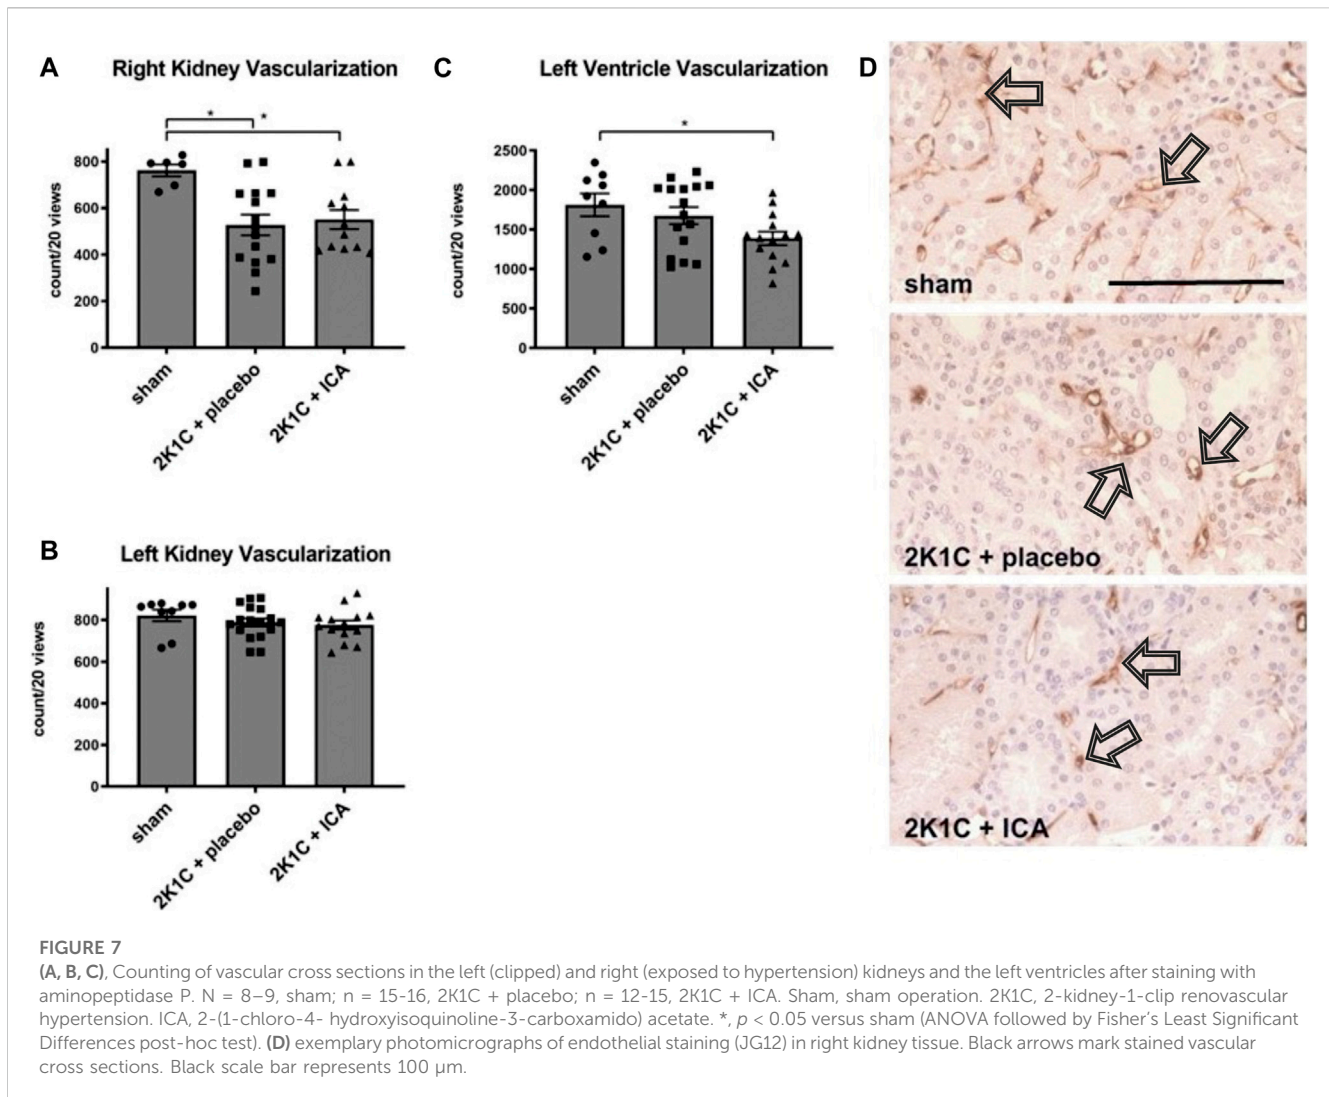 A Right Kidney Vascularization
* *
count/20 views
800
600
400
200
0
sham
2K1C + placebo
2K1C + ICA
B Left Kidney Vascularization
count/20 views
800
600
400
200
0
sham
2K1C + placebo
2K1C + ICA
C Left Ventricle Vascularization
*
count/20 views
2500
2000
1500
1000
500
0
sham
2K1C + placebo
2K1C + ICA
D
sham
2K1C + placebo
2K1C + ICA
FIGURE 7
(A, B, C), Counting of vascular cross sections in the left (clipped) and right (exposed to hypertension) kidneys and the left ventricles after staining with
aminopeptidase P. N = 8–9, sham; n = 15-16, 2K1C + placebo; n = 12-15, 2K1C + ICA. Sham, sham operation. 2K1C, 2-kidney-1-clip renovascular
hypertension. ICA, 2-(1-chloro-4- hydroxyisoquinoline-3-carboxamido) acetate. *, p < 0.05 versus sham (ANOVA followed by Fisher's Least Significant
Differences post-hoc test). (D) exemplary photomicrographs of endothelial staining (JG12) in right kidney tissue. Black arrows mark stained vascular
cross sections. Black scale bar represents 100 µm.